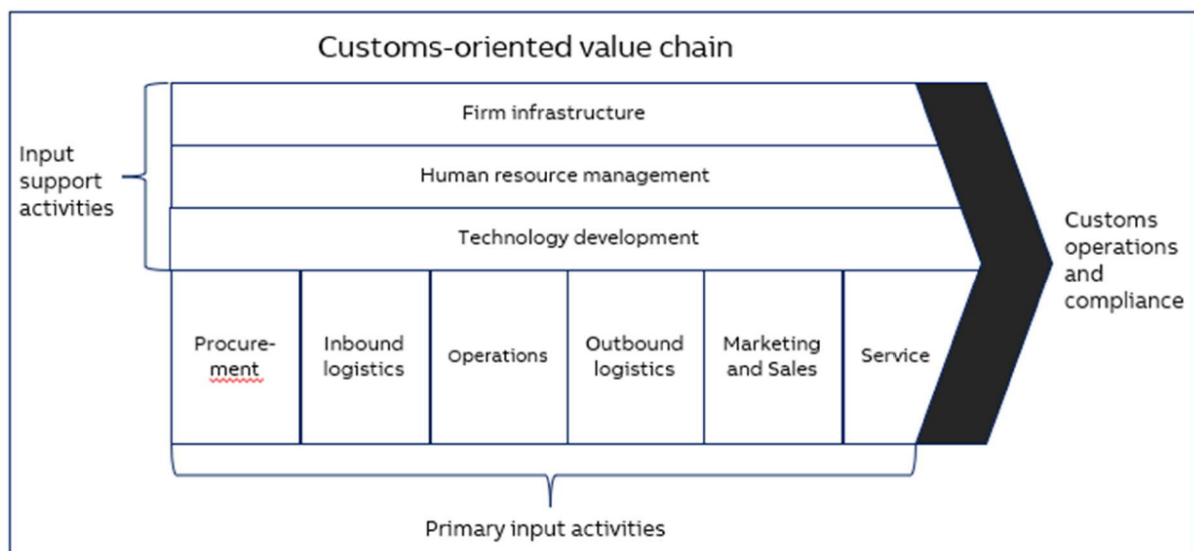 Customs-oriented value chain
Firm infrastructure
Input
support
activities
Human resource management
Technology development
Customs
operations
and
compliance
Procure-
ment
Inbound
logistics
Operations
Outbound
logistics
Marketing
and Sales
Service
Primary input activities